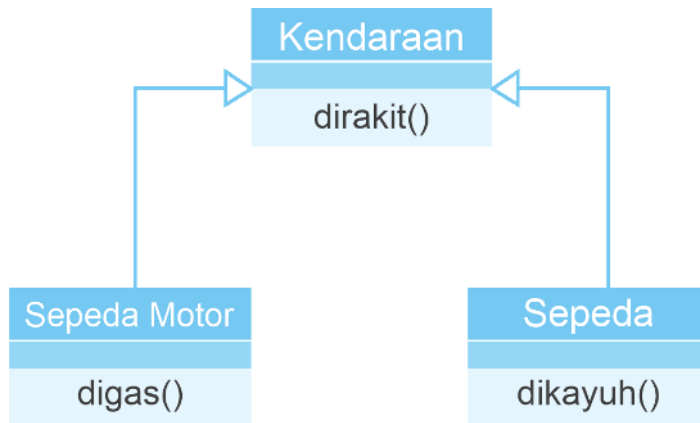 Kendaraan
dirakit()
Sepeda Motor
digas()
Sepeda
dikayuh()